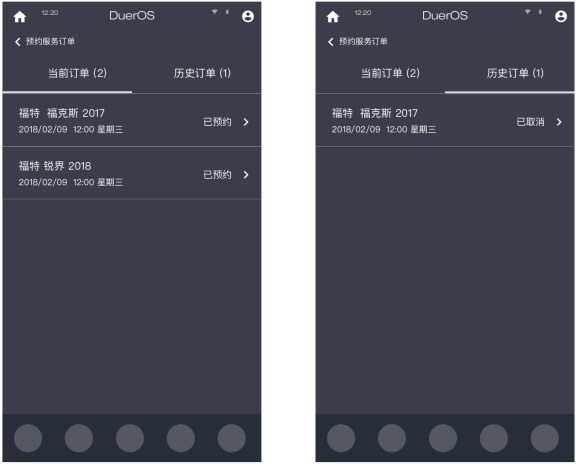 12:20 DuerOS
预约服务订单
当前订单 (2) 历史订单 (1)
福特 福克斯 2017
2018/02/09 12:00 星期三
已预约
福特 锐界 2018
2018/02/09 12:00 星期三
已预约
12:20 DuerOS
预约服务订单
当前订单 (2) 历史订单 (1)
福特 福克斯 2017
2018/02/09 12:00 星期三
已取消